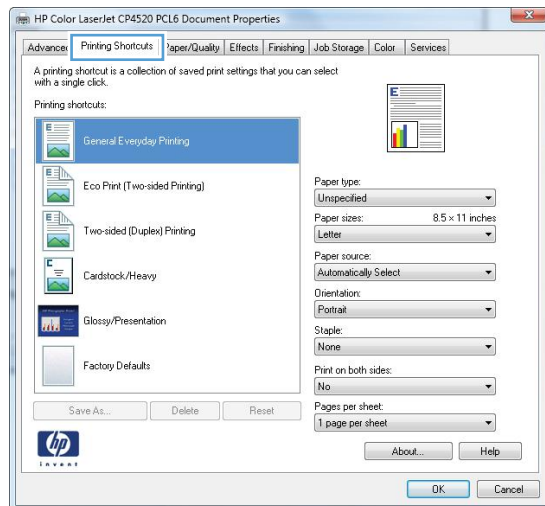 HP Color LaserJet CP4520 PCL6 Document Properties
Advanced Printing Shortcuts Paper/Quality Effects Finishing Job Storage Color Services
A printing shortcut is a collection of saved print settings that you can select
with a single click.
Printing shortcuts:
E
General Everyday Printing
E
Eco Print (Two-sided Printing)
E
Two-sided (Duplex) Printing
E
Cardstock/Heavy
Glossy/Presentation
Factory Defaults
Save As... Delete Reset
hp
invent
E
Paper type:
Unspecified
Paper sizes: 8.5 × 11 inches
Letter
Paper source:
Automatically Select
Orientation:
Portrait
Staple:
None
Print on both sides:
No
Pages per sheet:
1 page per sheet
About... Help
OK Cancel